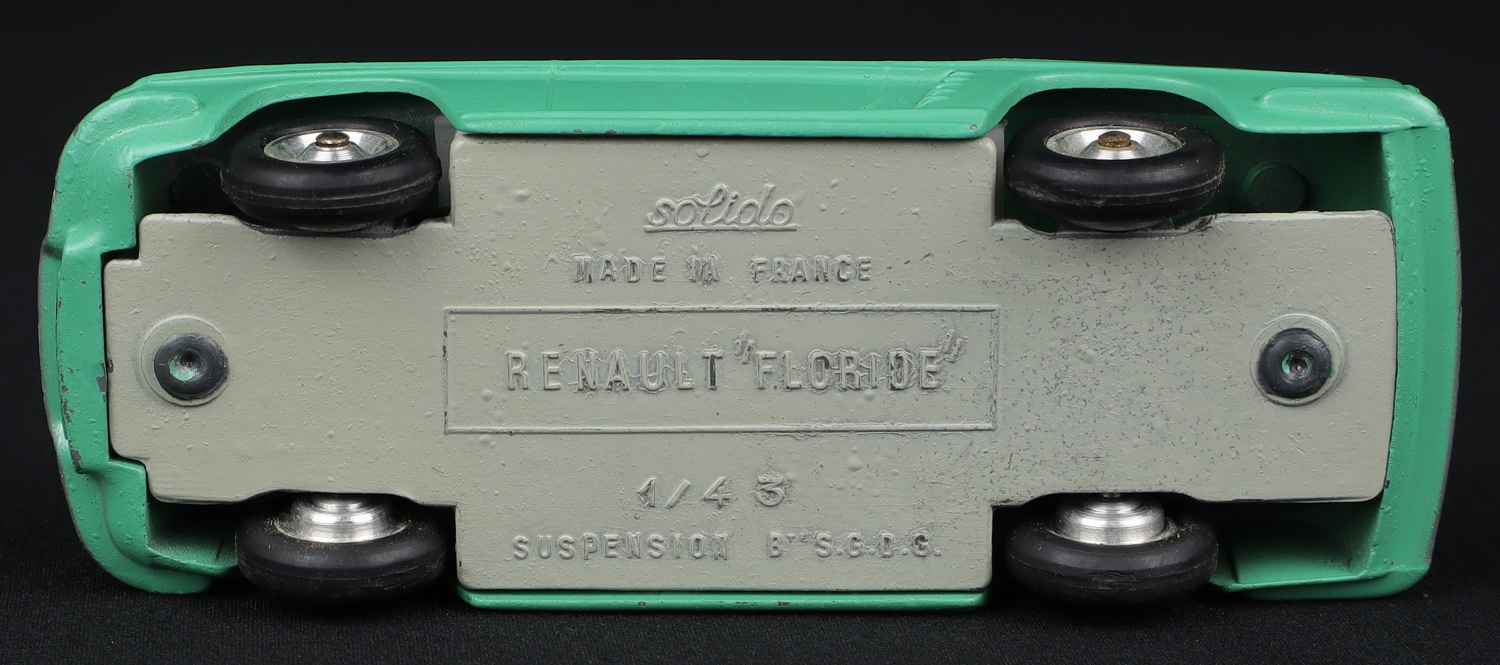 solido
MADE IN FRANCE
RENAULT "FLORIDE"
1/43
SUSPENSION BTE S.G.D.G.